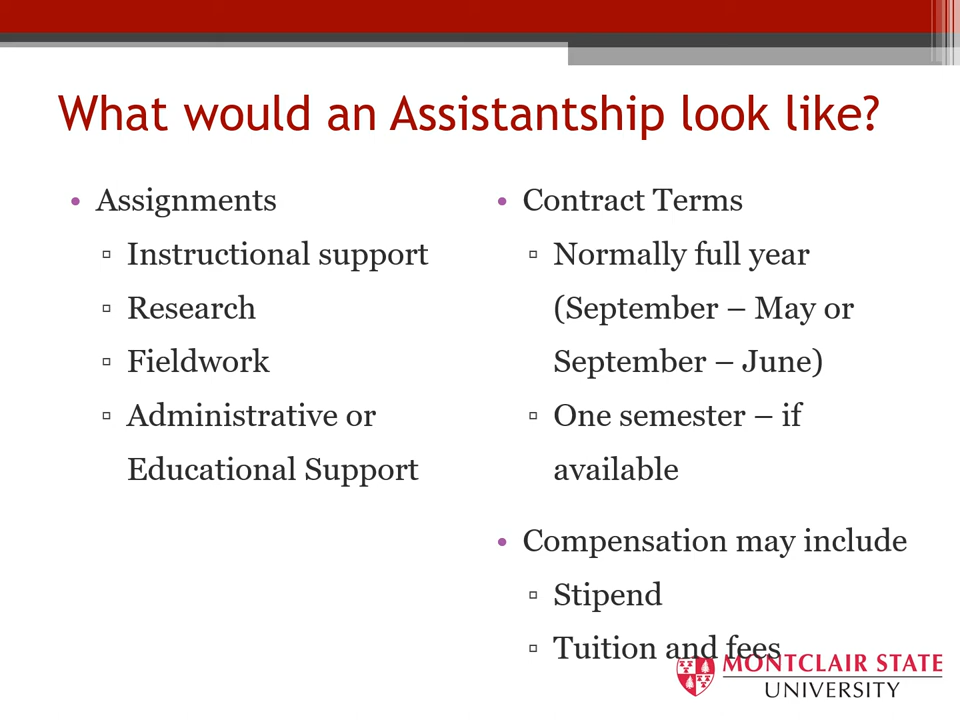 What would an Assistantship look like?
• Assignments
▫ Instructional support
▫ Research
▫ Fieldwork
▫ Administrative or
Educational Support
• Contract Terms
▫ Normally full year
(September – May or
September – June)
▫ One semester – if
available
• Compensation may include
▫ Stipend
▫ Tuition and fees
MONTCLAIR STATE
UNIVERSITY